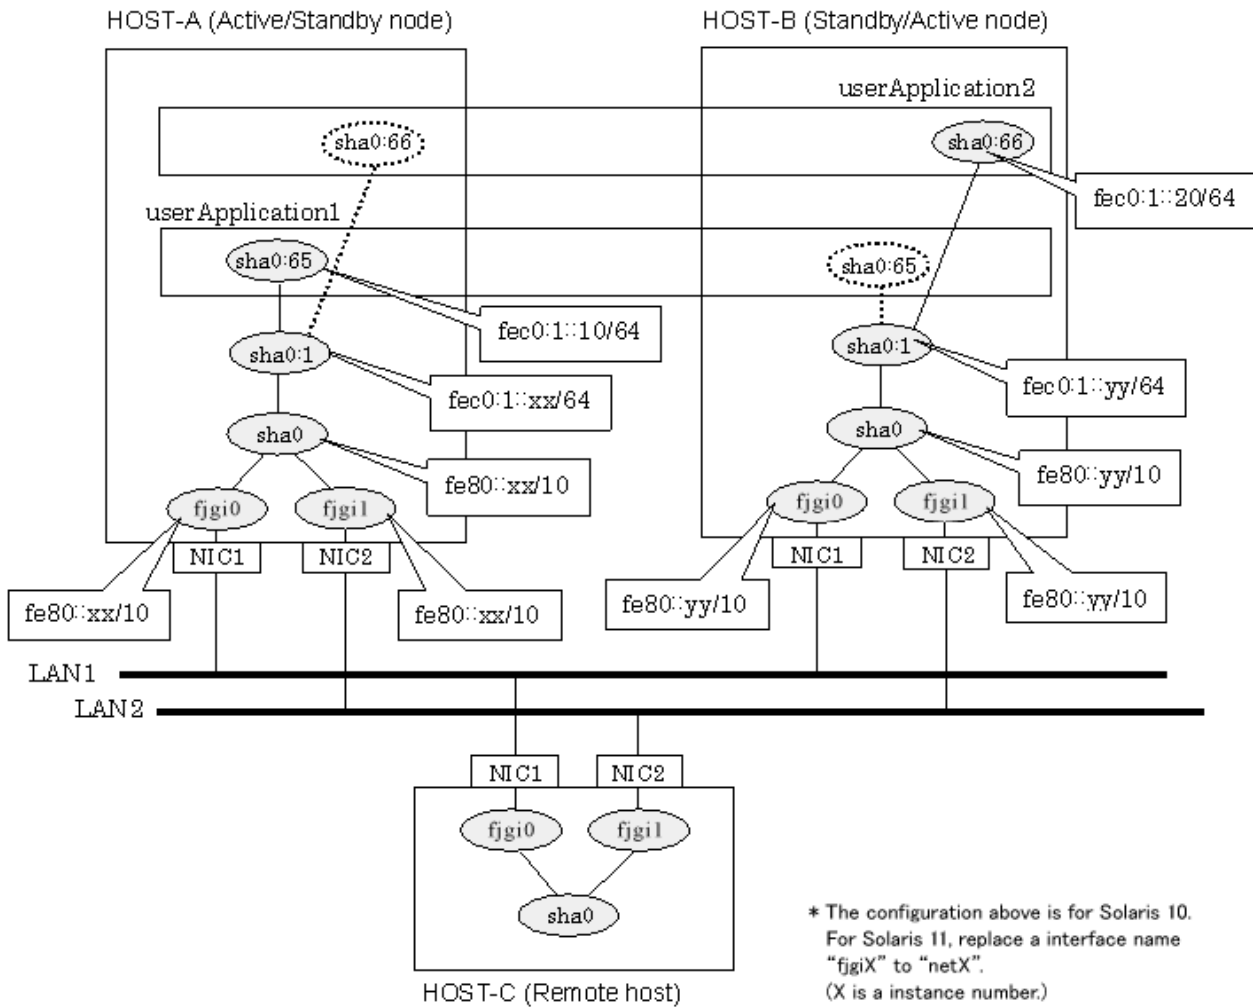 HOST-A (Active/Standby node)
HOST-B (Standby/Active node)
userApplication2
sha0:66
sha0:66
fec0:1::20/64
userApplication1
sha0:65
sha0:65
fec0:1::10/64
sha0:1
sha0:1
fec0:1::xx/64
fec0:1::yy/64
sha0
sha0
fe80::xx/10
fe80::yy/10
fjgi0
fjgi1
fjgi0
fjgi1
NIC1
NIC2
NIC1
NIC2
fe80::xx/10
fe80::xx/10
fe80::yy/10
fe80::yy/10
LAN1
LAN2
NIC1
NIC2
fjgi0
fjgi1
sha0
HOST-C (Remote host)
* The configuration above is for Solaris 10.
For Solaris 11, replace a interface name
“fjgiX” to “netX”.
(X is a instance number.)